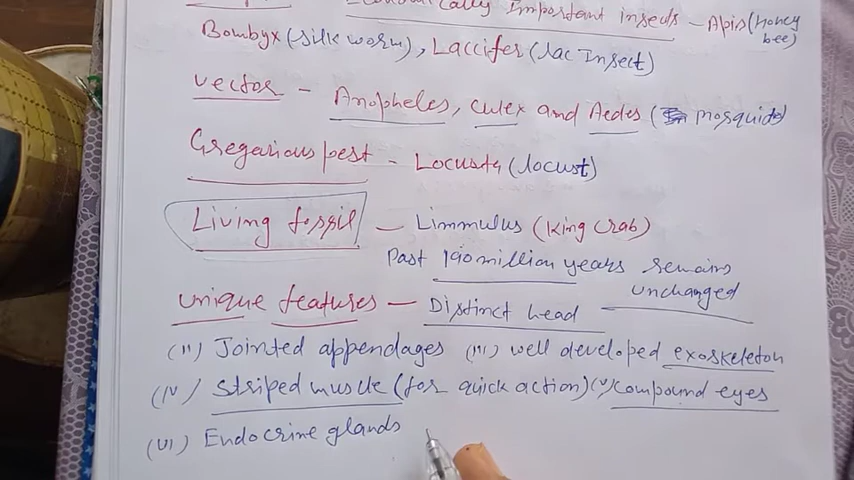 Economically Important insects - Apis (Honey bee)
Bombyx (silk worm), Laccifer (lac Insect)
vector - Anopheles, culex and Aedes ( mosquito)
Gregarious pest - Locusta (locust)
Living fossil - Limmulus (King Crab)
Past 190 million years remains unchanged
unique features - Distinct head
(ii) Jointed appendages (iii) well developed exoskeleton
(iv) Striped muscle (for quick action) (v) compound eyes
(vi) Endocrine glands